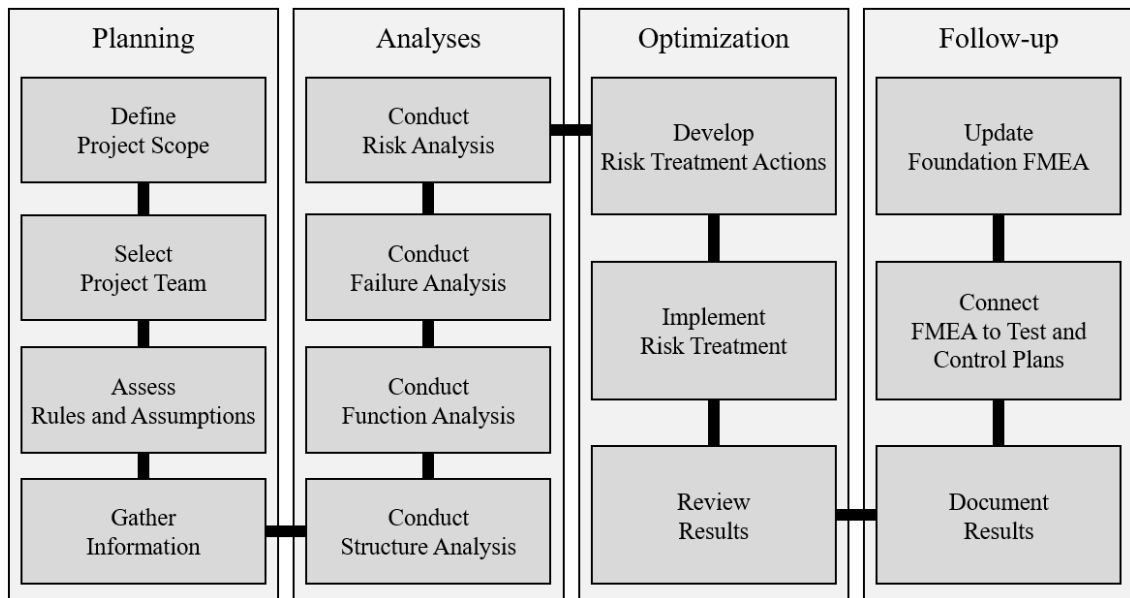 Planning
Define
Project Scope
Select
Project Team
Assess
Rules and Assumptions
Gather
Information
Analyses
Conduct
Risk Analysis
Conduct
Failure Analysis
Conduct
Function Analysis
Conduct
Structure Analysis
Optimization
Develop
Risk Treatment Actions
Implement
Risk Treatment
Review
Results
Follow-up
Update
Foundation FMEA
Connect
FMEA to Test and
Control Plans
Document
Results